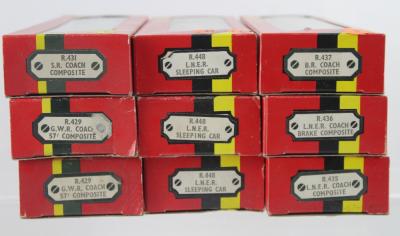 R.431
S.R. COACH
COMPOSITE
R.448
L.N.E.R.
SLEEPING CAR
R.437
B.R. COACH
COMPOSITE
R.429
G.W.R. COACH
57' COMPOSITE
R.448
L.N.E.R.
SLEEPING CAR
R.436
L.N.E.R. COACH
BRAKE COMPOSITE
R.429
G.W.R. COACH
57' COMPOSITE
R.448
L.N.E.R.
SLEEPING CAR
R.435
L.N.E.R. COACH
COMPOSITE